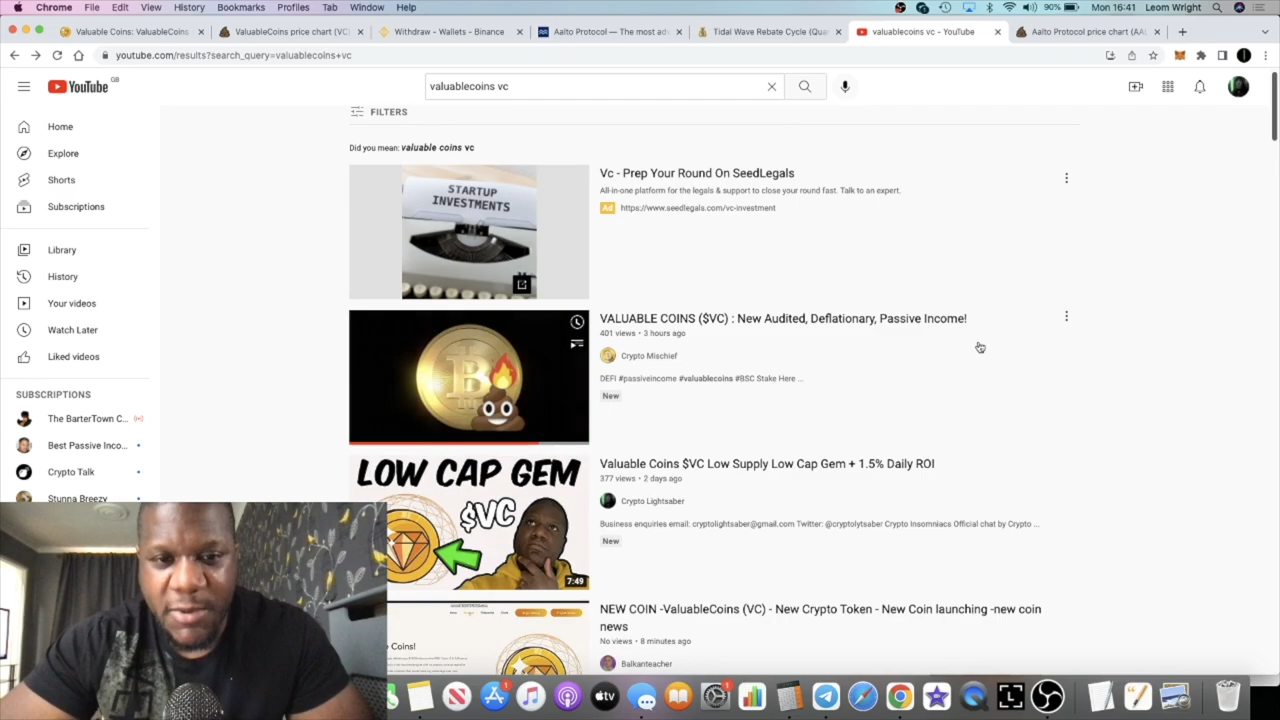 Chrome File Edit View History Bookmarks Profiles Tab Window Help 90% Mon 16:41 Leom Wright
Valuable Coins: ValuableCoins ValuableCoins price chart (VC) Withdraw - Wallets - Binance Aalto Protocol — The most ad Tidal Wave Rebate Cycle (Qua valuablecoins vc - YouTube Aalto Protocol price chart (AA
youtube.com/results?search_query=valuablecoins+vc
YouTube GB
valuablecoins vc
FILTERS
Home
Explore
Shorts
Subscriptions
Library
History
Your videos
Watch Later
Liked videos
SUBSCRIPTIONS
The BarterTown C...
Best Passive Inco...
Crypto Talk
Stunna Breezy
Did you mean: valuable coins vc
STARTUP
INVESTMENTS
Vc - Prep Your Round On SeedLegals
All-in-one platform for the legals & support to close your round fast. Talk to an expert.
Ad https://www.seedlegals.com/vc-investment
VALUABLE COINS ($VC) : New Audited, Deflationary, Passive Income!
401 views • 3 hours ago
Crypto Mischief
DEFI #passiveincome #valuablecoins #BSC Stake Here ...
New
LOW CAP GEM
$VC
7:49
Valuable Coins $VC Low Supply Low Cap Gem + 1.5% Daily ROI
377 views • 2 days ago
Crypto Lightsaber
Business enquiries email: cryptolightsaber@gmail.com Twitter: @cryptolytsaber Crypto Insomniacs Official chat by Crypto ...
New
Coins!
NEW COIN -ValuableCoins (VC) - New Crypto Token - New Coin launching -new coin
news
No views • 8 minutes ago
Balkanteacher